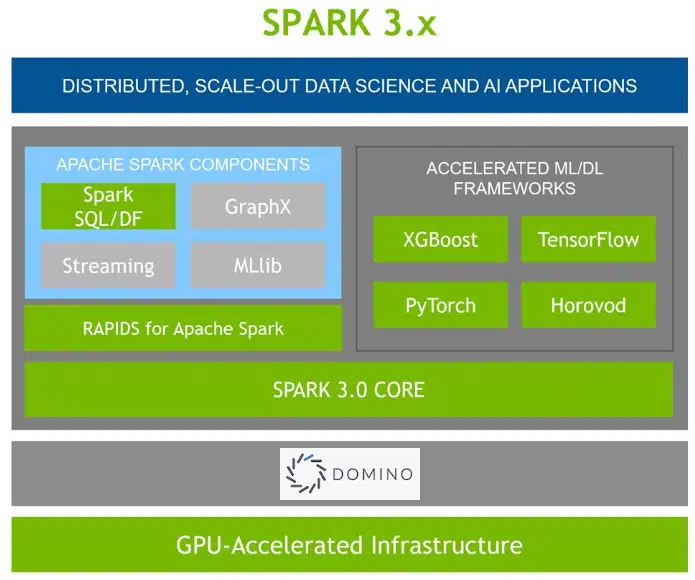 SPARK 3.x
DISTRIBUTED, SCALE-OUT DATA SCIENCE AND AI APPLICATIONS
APACHE SPARK COMPONENTS
Spark
SQL/DF
GraphX
Streaming
MLlib
RAPIDS for Apache Spark
ACCELERATED ML/DL
FRAMEWORKS
XGBoost
TensorFlow
PyTorch
Horovod
SPARK 3.0 CORE
DOMINO
GPU-Accelerated Infrastructure